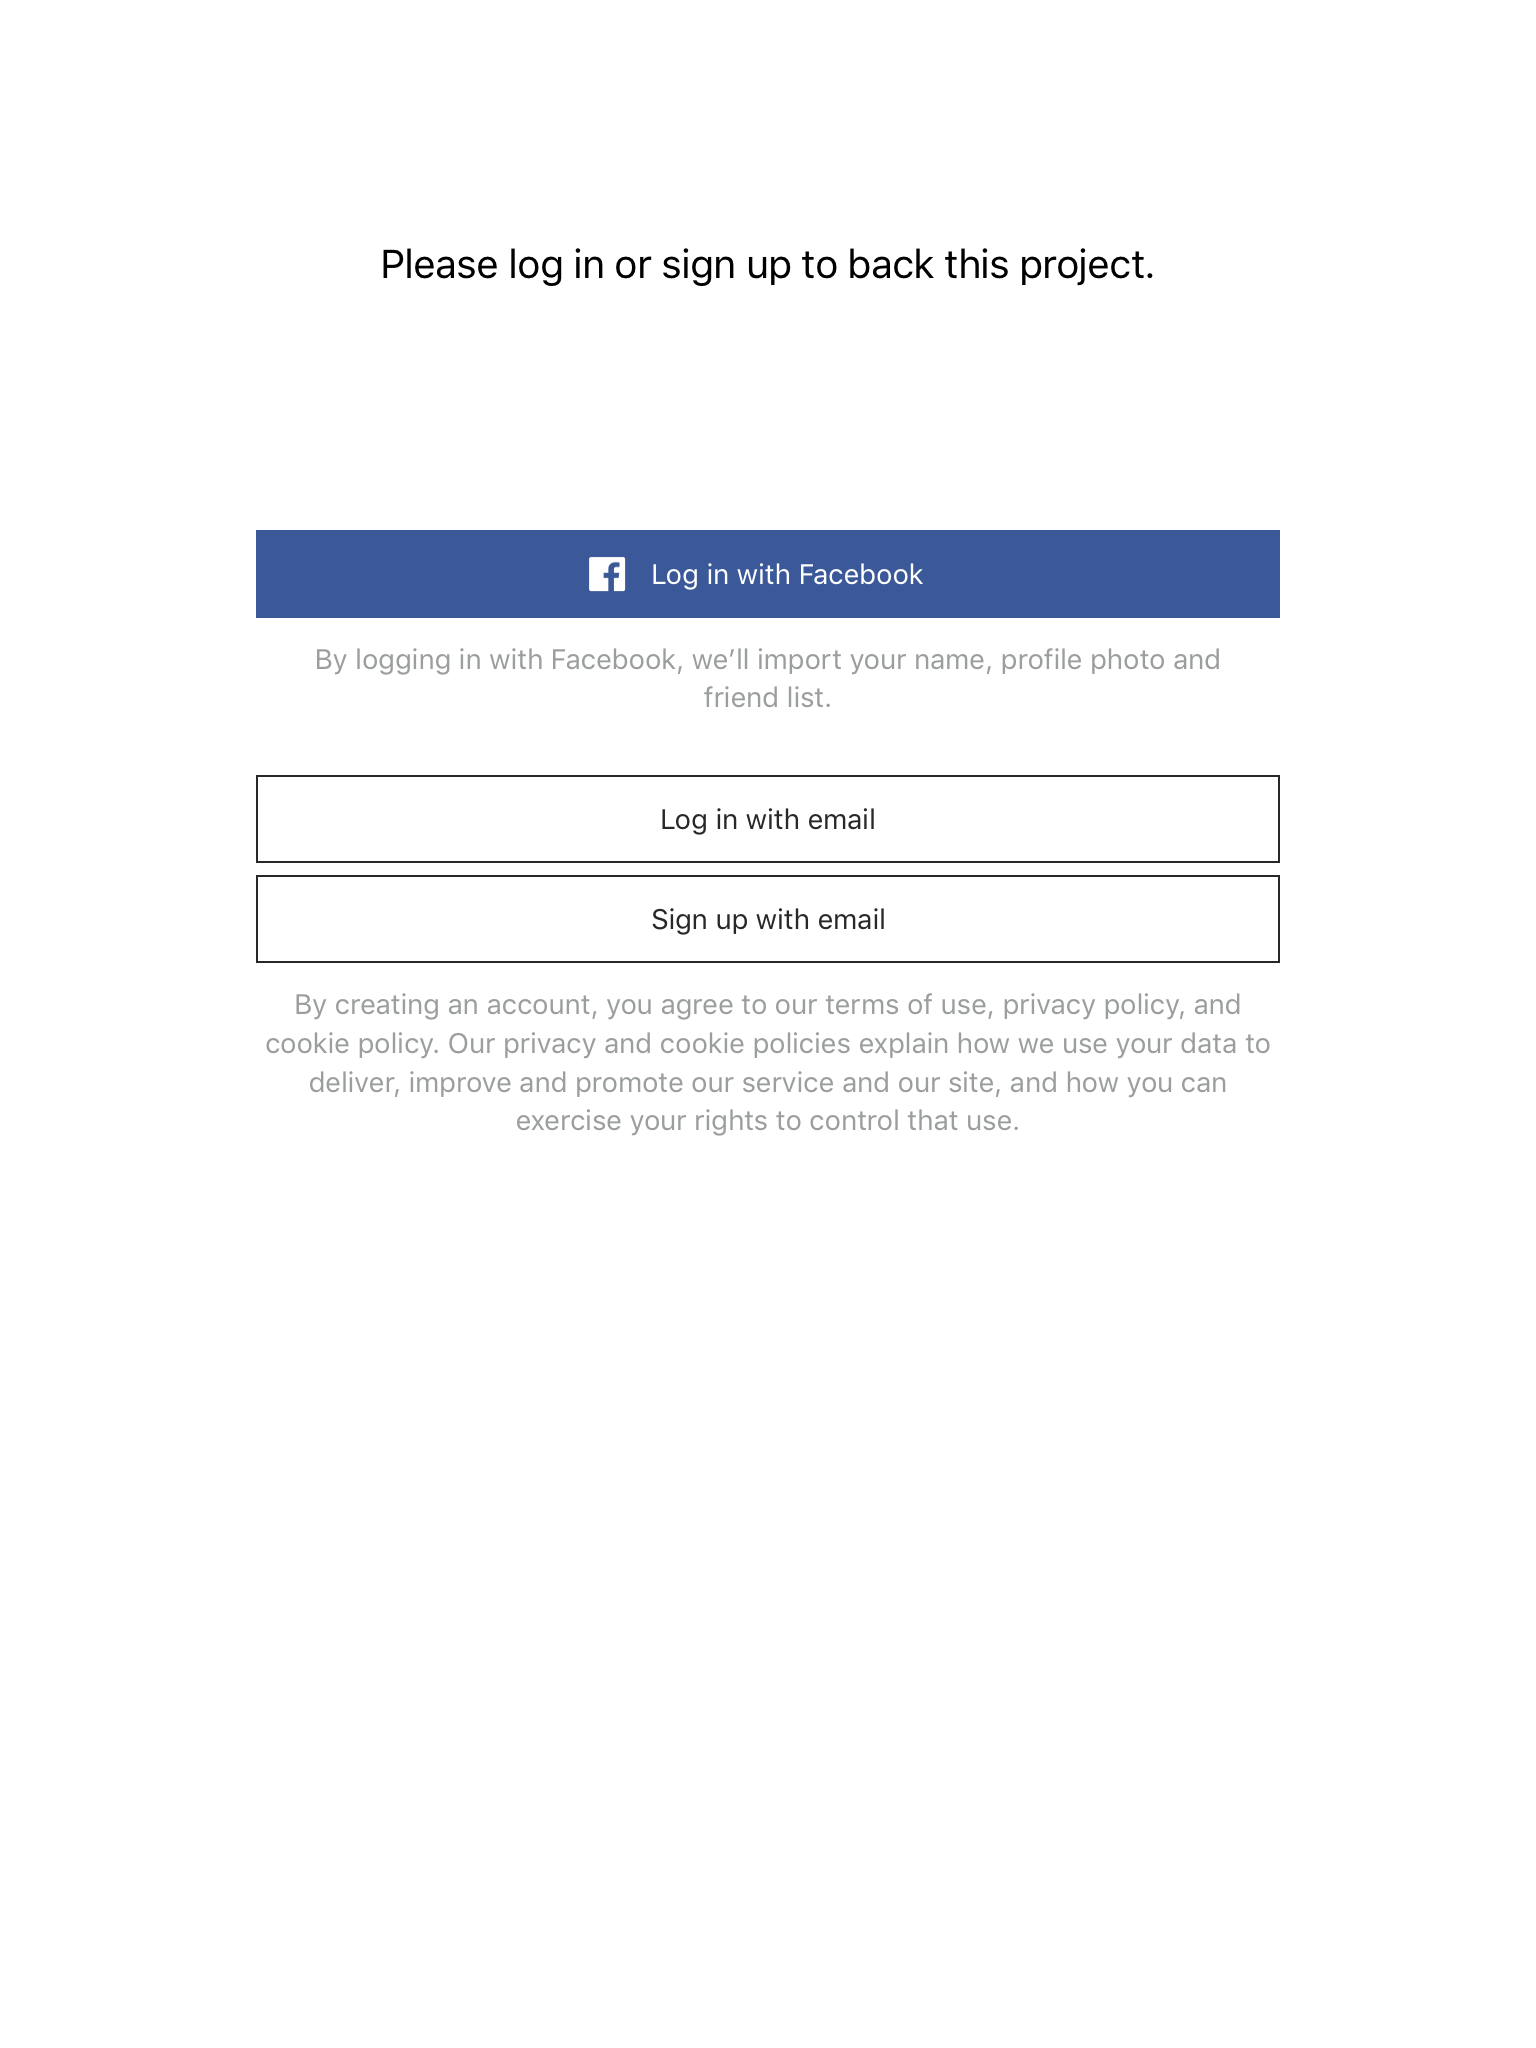 Please log in or sign up to back this project.
Log in with Facebook
By logging in with Facebook, we’ll import your name, profile photo and
friend list.
Log in with email
Sign up with email
By creating an account, you agree to our terms of use, privacy policy, and
cookie policy. Our privacy and cookie policies explain how we use your data to
deliver, improve and promote our service and our site, and how you can
exercise your rights to control that use.